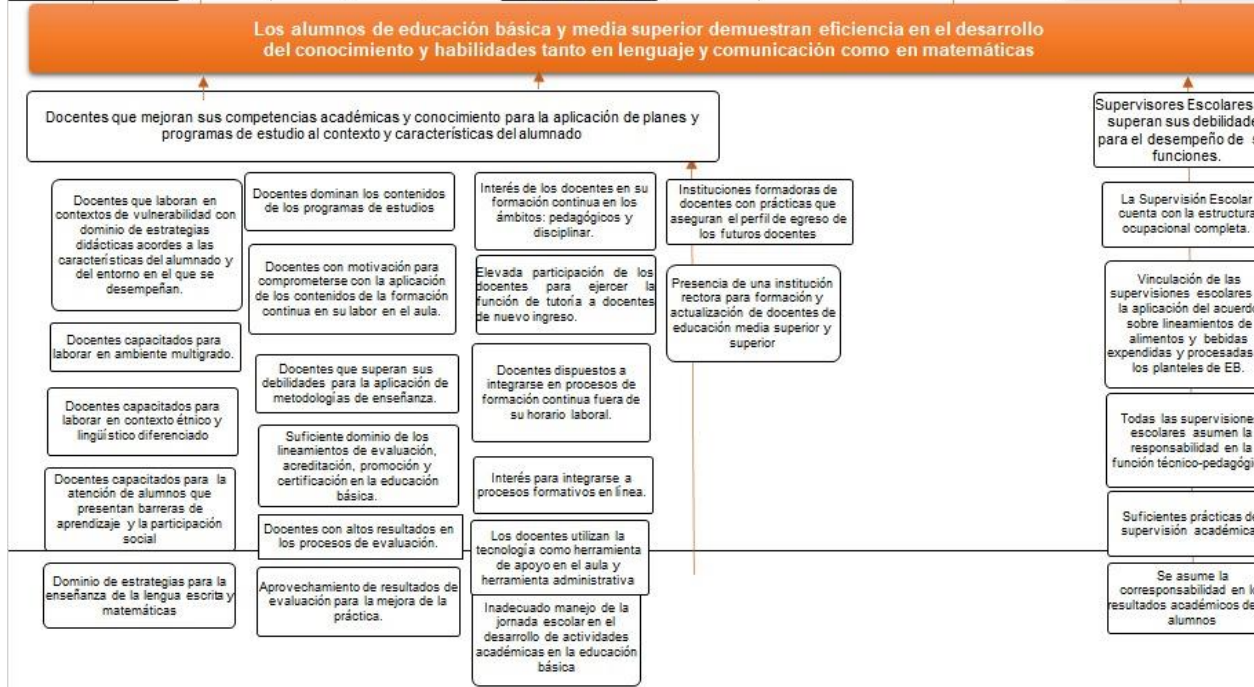 Los alumnos de educación básica y media superior demuestran eficiencia en el desarrollo
del conocimiento y habilidades tanto en lenguaje y comunicación como en matemáticas
Docentes que mejoran sus competencias académicas y conocimiento para la aplicación de planes y
programas de estudio al contexto y características del alumnado
Docentes que laboran en
contextos de vulnerabilidad con
dominio de estrategias
didácticas acordes a las
características del alumnado y
del entorno en el que se
desempeñan.
Docentes capacitados para
laborar en ambiente multigrado.
Docentes capacitados para
laborar en contexto étnico y
lingüístico diferenciado
Docentes capacitados para la
atención de alumnos que
presentan barreras de
aprendizaje y la participación
social
Dominio de estrategias para la
enseñanza de la lengua escrita y
matemáticas
Docentes dominan los contenidos
de los programas de estudios
Docentes con motivación para
comprometerse con la aplicación
de los contenidos de la formación
continua en su labor en el aula.
Docentes que superan sus
debilidades para la aplicación de
metodologías de enseñanza.
Suficiente dominio de los
lineamientos de evaluación,
acreditación, promoción y
certificación en la educación
básica.
Docentes con altos resultados en
los procesos de evaluación.
Aprovechamiento de resultados de
evaluación para la mejora de la
práctica.
Interés de los docentes en su
formación continua en los
ámbitos: pedagógicos y
disciplinar.
Elevada participación de los
docentes para ejercer la
función de tutoría a docentes
de nuevo ingreso.
Docentes dispuestos a
integrarse en procesos de
formación continua fuera de
su horario laboral.
Interés para integrarse a
procesos formativos en línea.
Los docentes utilizan la
tecnología como herramienta
de apoyo en el aula y
herramienta administrativa
Inadecuado manejo de la
jornada escolar en el
desarrollo de actividades
académicas en la educación
básica
Instituciones formadoras de
docentes con prácticas que
aseguran el perfil de egreso de
los futuros docentes
Presencia de una institución
rectora para formación y
actualización de docentes de
educación media superior y
superior
Supervisores Escolares
superan sus
para el desempeño de
funciones.
La Supervisión Escolar
cuenta con la estructura
ocupacional completa.
Vinculación de las
supervisiones escolares
la aplicación del
sobre lineamientos de
alimentos y bebidas
expendidas y procesadas
los planteles de EB.
Todas las
escolares asumen la
responsabilidad en la
función
Suficientes prácticas de
supervisión académica
Se asume la
corresponsabilidad en
resultados académicos de
alumnos